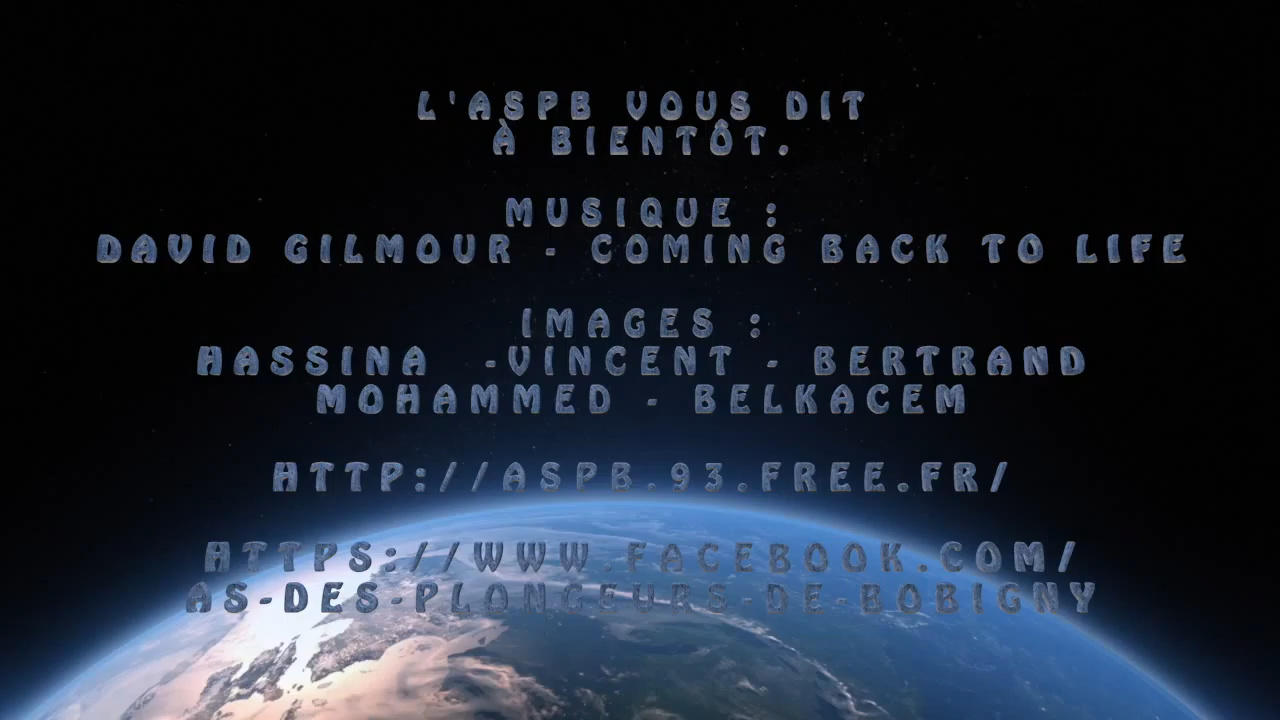 L'ASPB VOUS DIT
À BIENTÔT.
MUSIQUE :
DAVID GILMOUR - COMING BACK TO LIFE
IMAGES :
HASSINA -VINCENT - BERTRAND
MOHAMMED - BELKACEM
HTTP://ASPB.93.FREE.FR/
HTTPS://WWW.FACEBOOK.COM/
AS-DES-PLONGEURS-DE-BOBIGNY